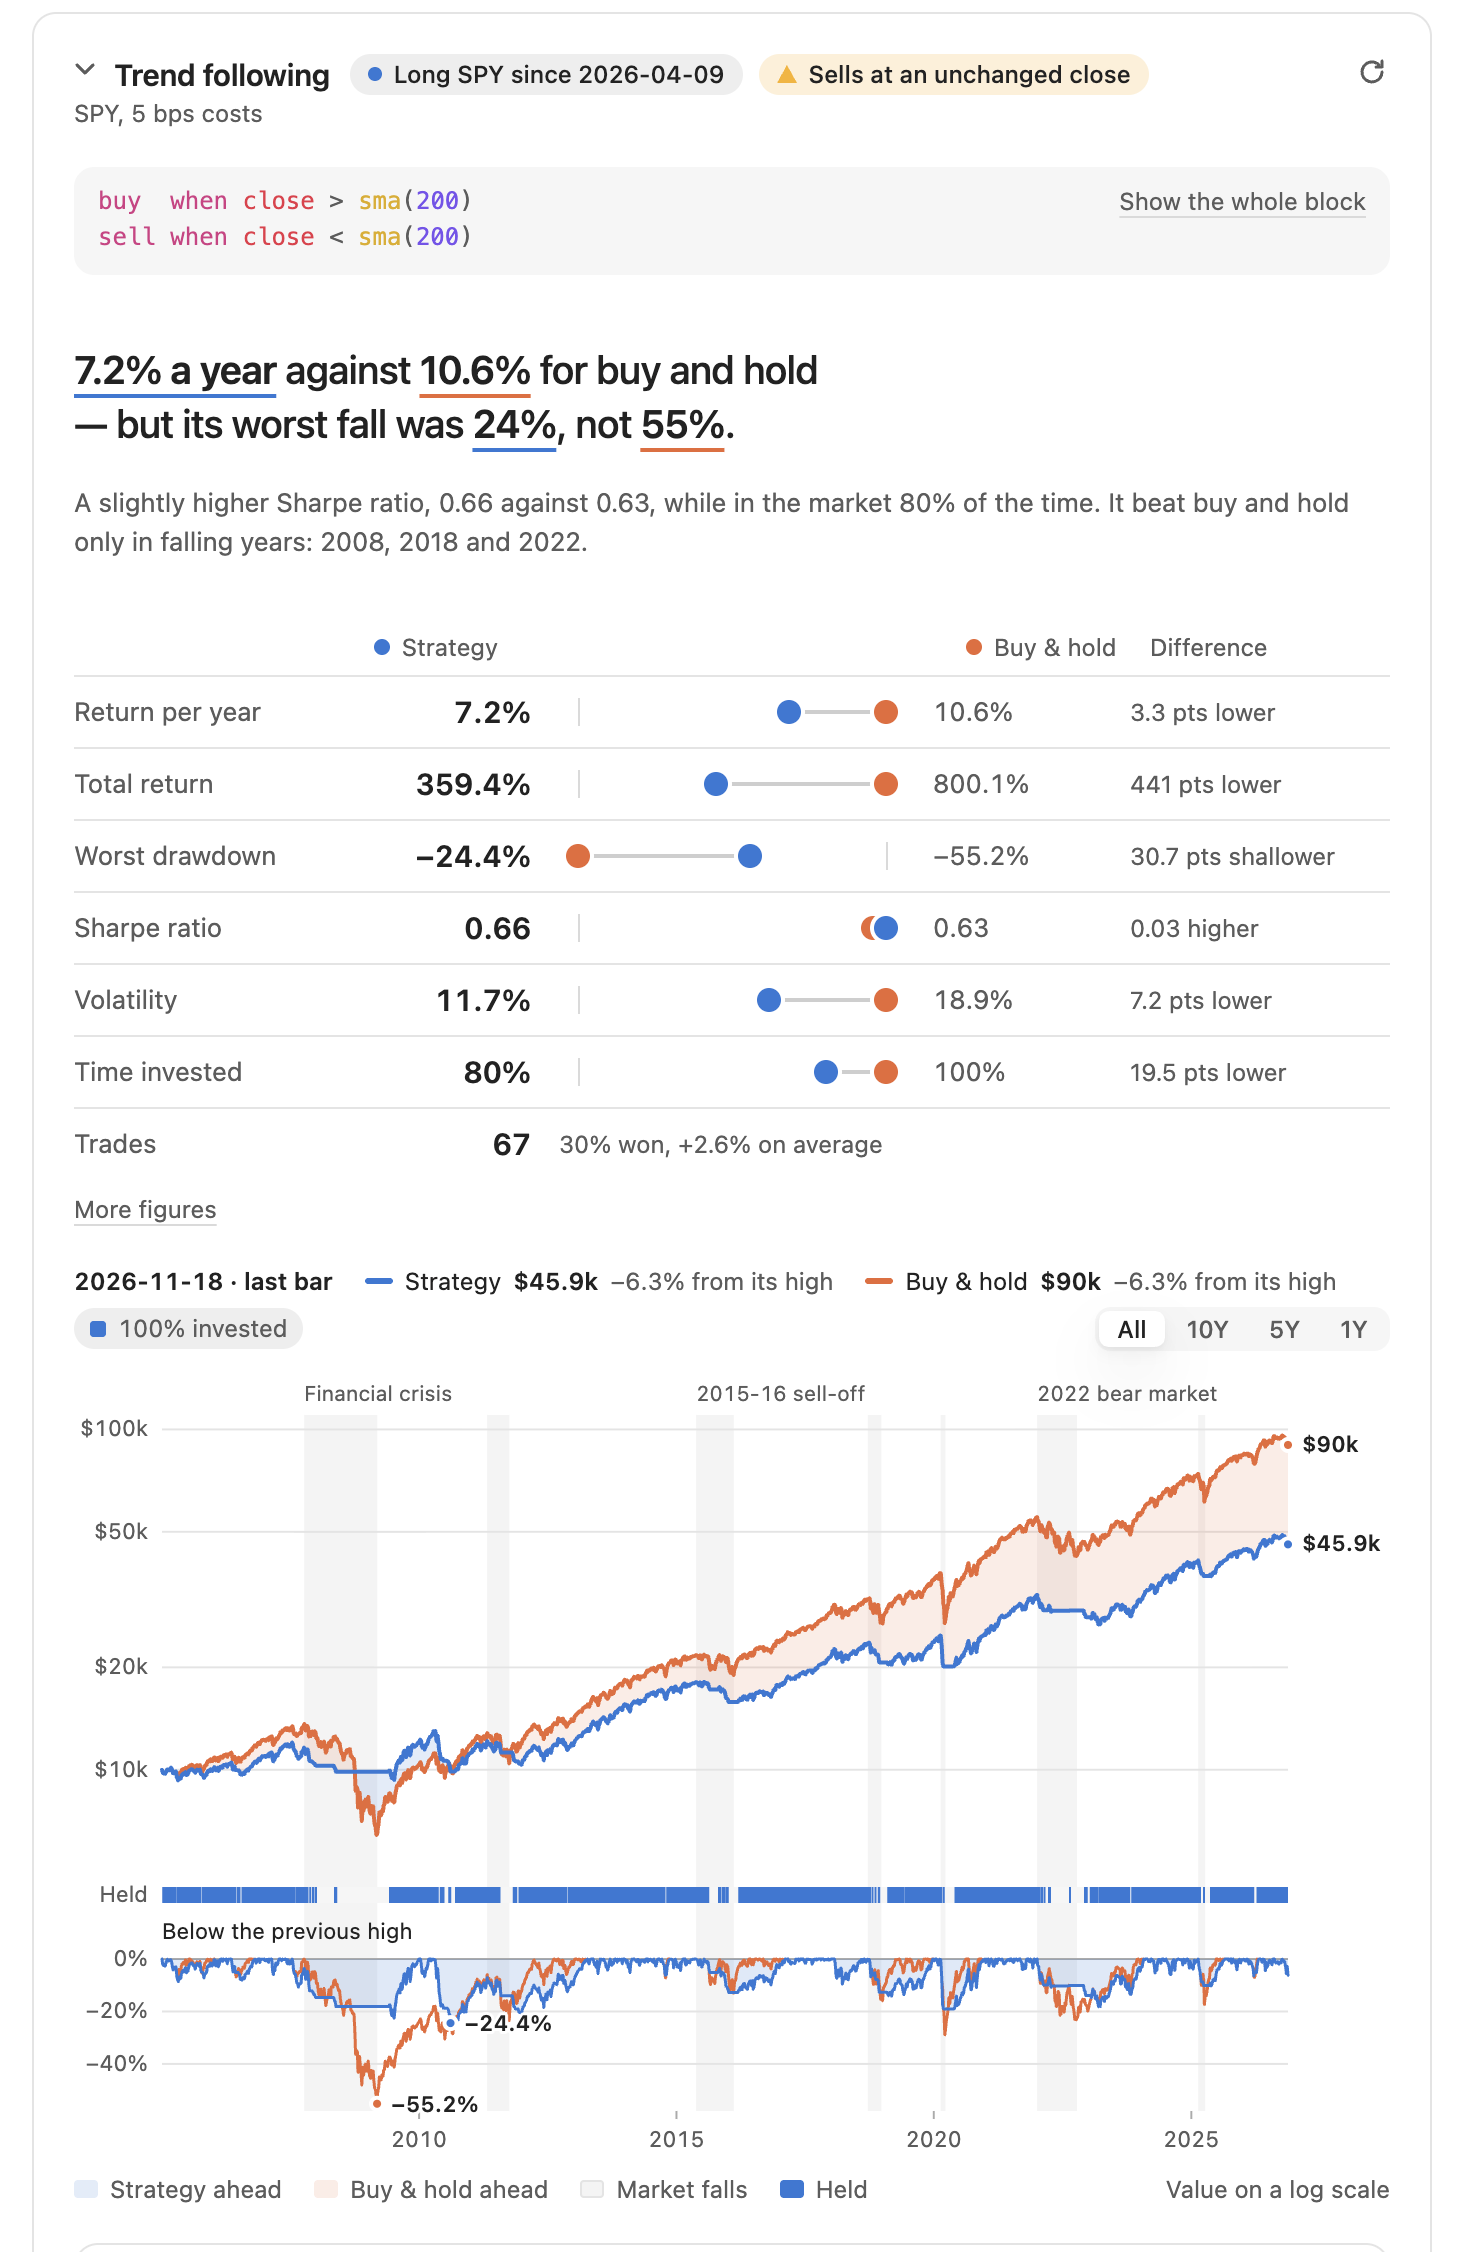 Trend following
Long SPY since 2026-04-09
Sells at an unchanged close
SPY, 5 bps costs
buy  when close > sma(200)
Show the whole block
sell when close < sma(200)
7.2% a year against 10.6% for buy and hold
— but its worst fall was 24%, not 55%.
A slightly higher Sharpe ratio, 0.66 against 0.63, while in the market 80% of the time. It beat buy and hold
only in falling years: 2008, 2018 and 2022.
Strategy Buy & hold Difference
Return per year 7.2% 10.6% 3.3 pts lower
Total return 359.4% 800.1% 441 pts lower
Worst drawdown −24.4% −55.2% 30.7 pts shallower
Sharpe ratio 0.66 0.63 0.03 higher
Volatility 11.7% 18.9% 7.2 pts lower
Time invested 80% 100% 19.5 pts lower
Trades 67 30% won, +2.6% on average
More figures
2026-11-18 · last bar Strategy $45.9k −6.3% from its high Buy & hold $90k −6.3% from its high
100% invested
All 10Y 5Y 1Y
Financial crisis 2015-16 sell-off 2022 bear market
$100k
$90k
$50k
$45.9k
$20k
$10k
Held
Below the previous high
0%
−20%
−24.4%
−40%
−55.2%
2010 2015 2020 2025
Strategy ahead Buy & hold ahead Market falls Held Value on a log scale